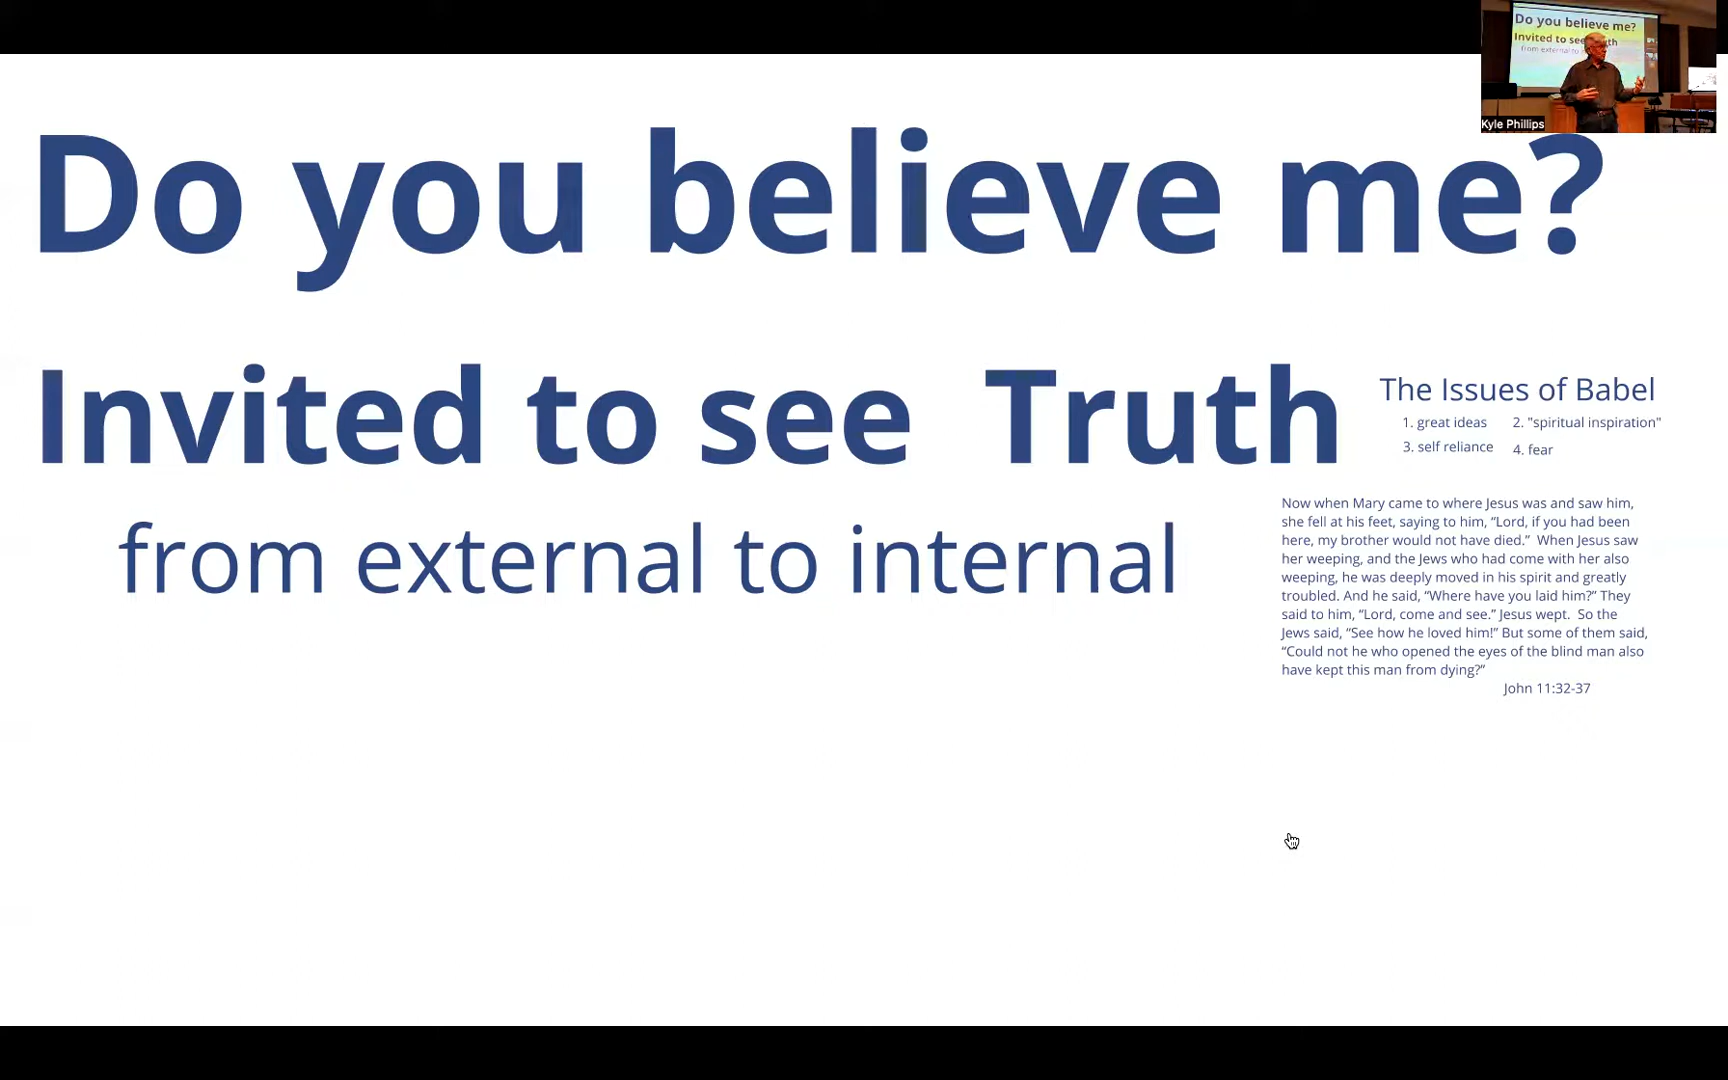 Do you believe me?
Invited to see Truth
from external to internal
The Issues of Babel
1. great ideas
2. "spiritual inspiration"
3. self reliance
4. fear
Now when Mary came to where Jesus was and saw him,
she fell at his feet, saying to him, “Lord, if you had been
here, my brother would not have died.” When Jesus saw
her weeping, and the Jews who had come with her also
weeping, he was deeply moved in his spirit and greatly
troubled. And he said, “Where have you laid him?” They
said to him, “Lord, come and see.” Jesus wept. So the
Jews said, “See how he loved him!” But some of them said,
“Could not he who opened the eyes of the blind man also
have kept this man from dying?”
John 11:32-37
Do you believe me?
Invited to see
from external to
Kyle Phillips